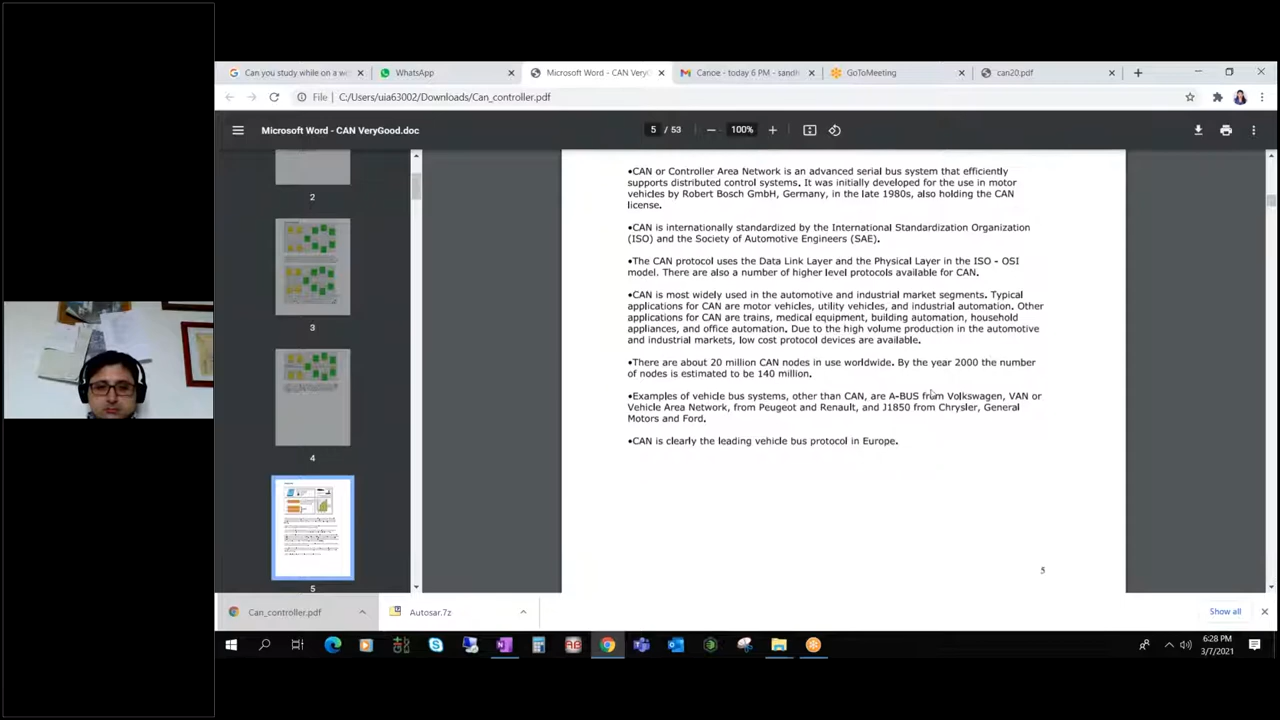 Can you study while on a w
WhatsApp
Microsoft Word - CAN VeryG
Canoe - today 6 PM - sandh
GoToMeeting
can20.pdf
File
C:/Users/uia63002/Downloads/Can_controller.pdf
Microsoft Word - CAN VeryGood.doc
5 / 53
100%
•CAN or Controller Area Network is an advanced serial bus system that efficiently
supports distributed control systems. It was initially developed for the use in motor
vehicles by Robert Bosch GmbH, Germany, in the late 1980s, also holding the CAN
license.
•CAN is internationally standardized by the International Standardization Organization
(ISO) and the Society of Automotive Engineers (SAE).
•The CAN protocol uses the Data Link Layer and the Physical Layer in the ISO - OSI
model. There are also a number of higher level protocols available for CAN.
•CAN is most widely used in the automotive and industrial market segments. Typical
applications for CAN are motor vehicles, utility vehicles, and industrial automation. Other
applications for CAN are trains, medical equipment, building automation, household
appliances, and office automation. Due to the high volume production in the automotive
and industrial markets, low cost protocol devices are available.
•There are about 20 million CAN nodes in use worldwide. By the year 2000 the number
of nodes is estimated to be 140 million.
•Examples of vehicle bus systems, other than CAN, are A-BUS from Volkswagen, VAN or
Vehicle Area Network, from Peugeot and Renault, and J1850 from Chrysler, General
Motors and Ford.
•CAN is clearly the leading vehicle bus protocol in Europe.
5
2
3
4
5
Can_controller.pdf
Autosar.7z
Show all
6:28 PM
3/7/2021